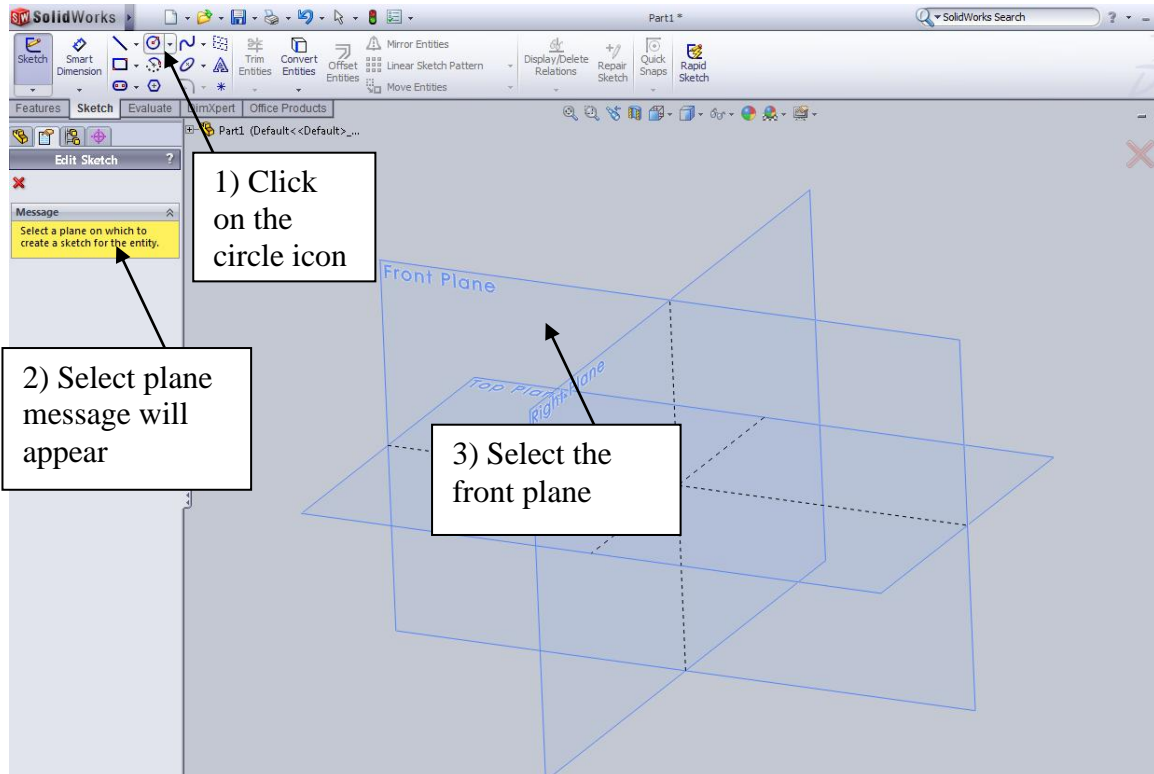 SolidWorks
Part1 *
SolidWorks Search
?
Sketch
Smart Dimension
Trim Entities
Convert Entities
Offset Entities
Mirror Entities
Linear Sketch Pattern
Move Entities
Display/Delete Relations
Repair Sketch
Quick Snaps
Rapid Sketch
Features
Sketch
Evaluate
DimXpert
Office Products
Part1 (Default<<Default>_...
Edit Sketch
?
Message
Select a plane on which to
create a sketch for the entity.
1) Click
on the
circle icon
Front Plane
2) Select plane
message will
appear
Top Plane
Right Plane
3) Select the
front plane